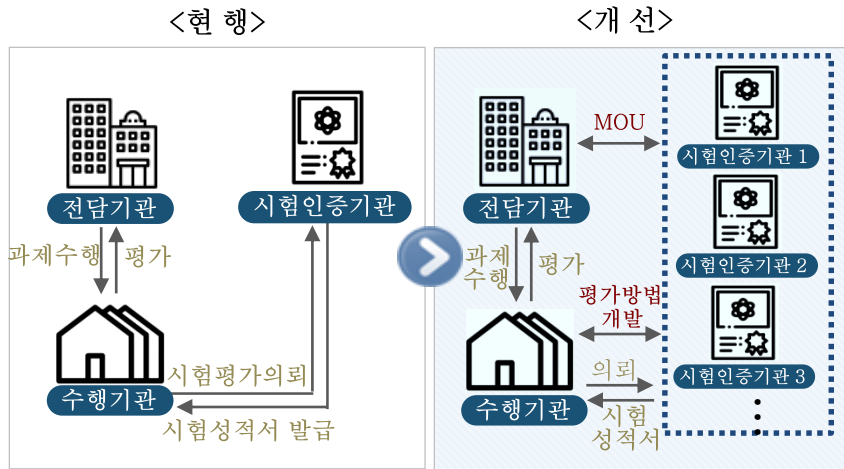 <현 행>
전담기관
시험인증기관
과제수행
평가
수행기관
시험평가의뢰
시험성적서 발급
<개 선>
전담기관
MOU
시험인증기관 1
시험인증기관 2
시험인증기관 3
과제
수행
평가
평가방법
개발
수행기관
의뢰
시험
성적서